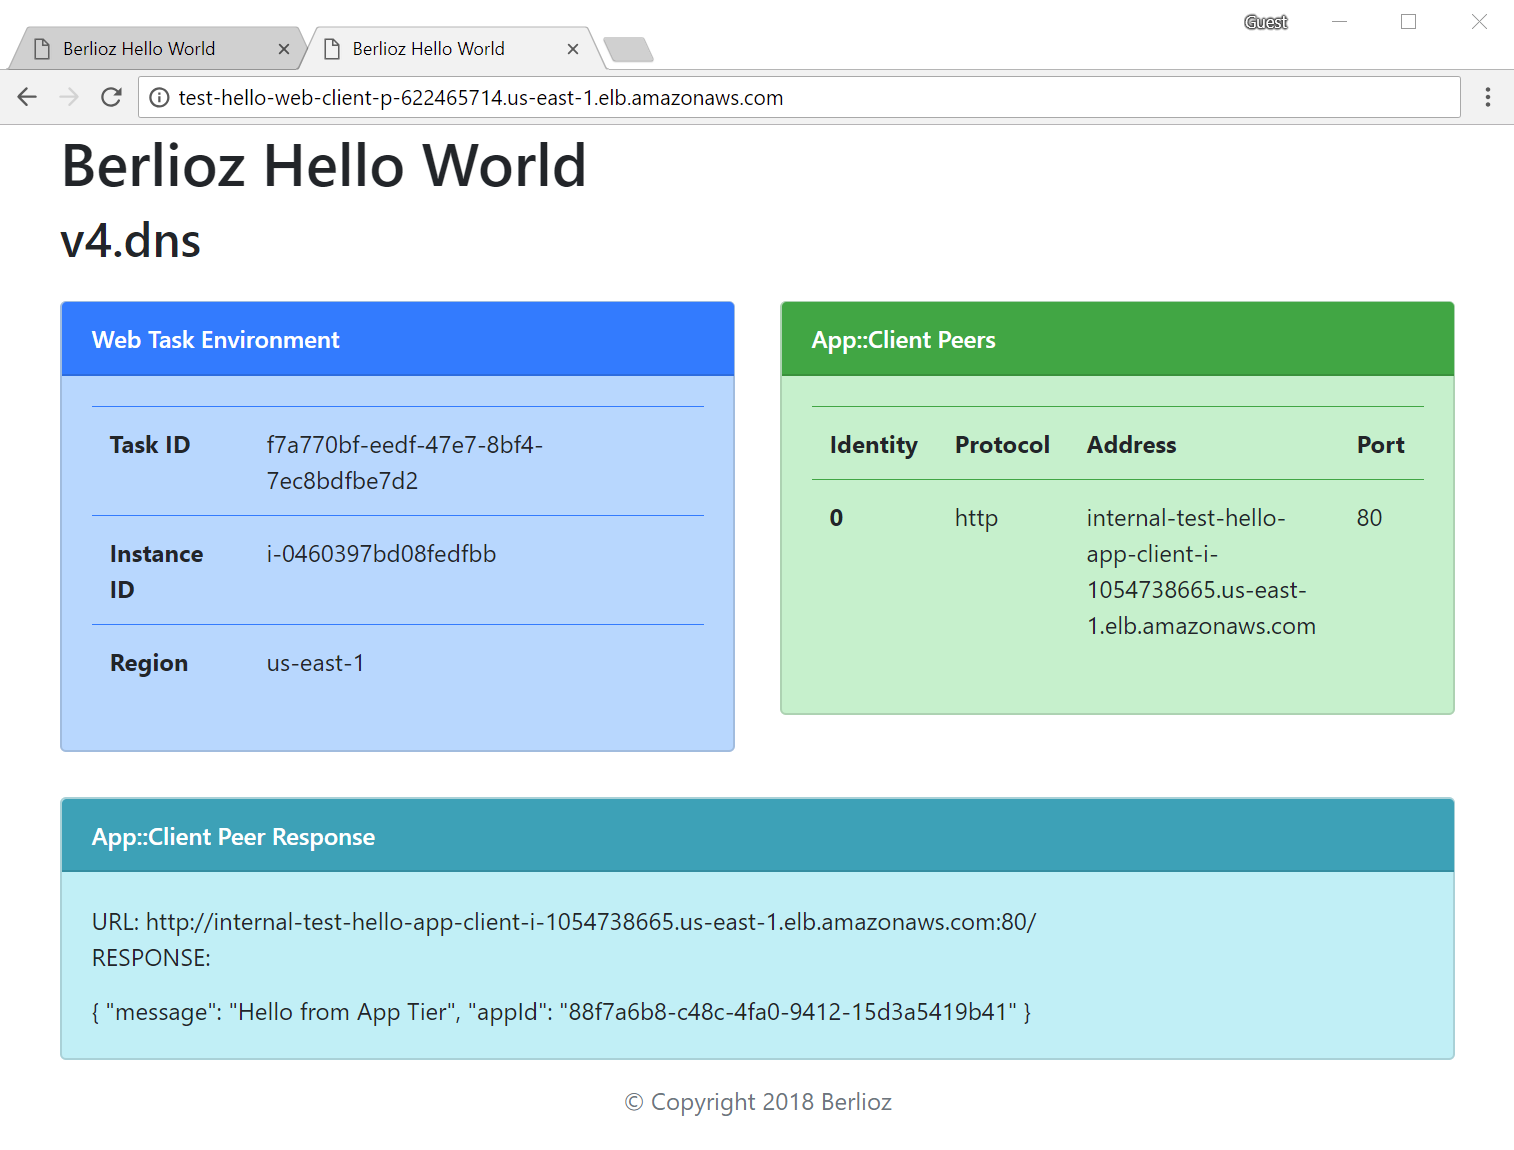 Guest
Berlioz Hello World
Berlioz Hello World
test-hello-web-client-p-622465714.us-east-1.elb.amazonaws.com
Berlioz Hello World
v4.dns
Web Task Environment
Task ID f7a770bf-eedf-47e7-8bf4-
7ec8bdfbe7d2
Instance i-0460397bd08fedfbb
ID
Region us-east-1
App::Client Peers
Identity Protocol Address Port
0 http internal-test-hello- 80
app-client-i-
1054738665.us-east-
1.elb.amazonaws.com
App::Client Peer Response
URL: http://internal-test-hello-app-client-i-1054738665.us-east-1.elb.amazonaws.com:80/
RESPONSE:
{ "message": "Hello from App Tier", "appId": "88f7a6b8-c48c-4fa0-9412-15d3a5419b41" }
© Copyright 2018 Berlioz